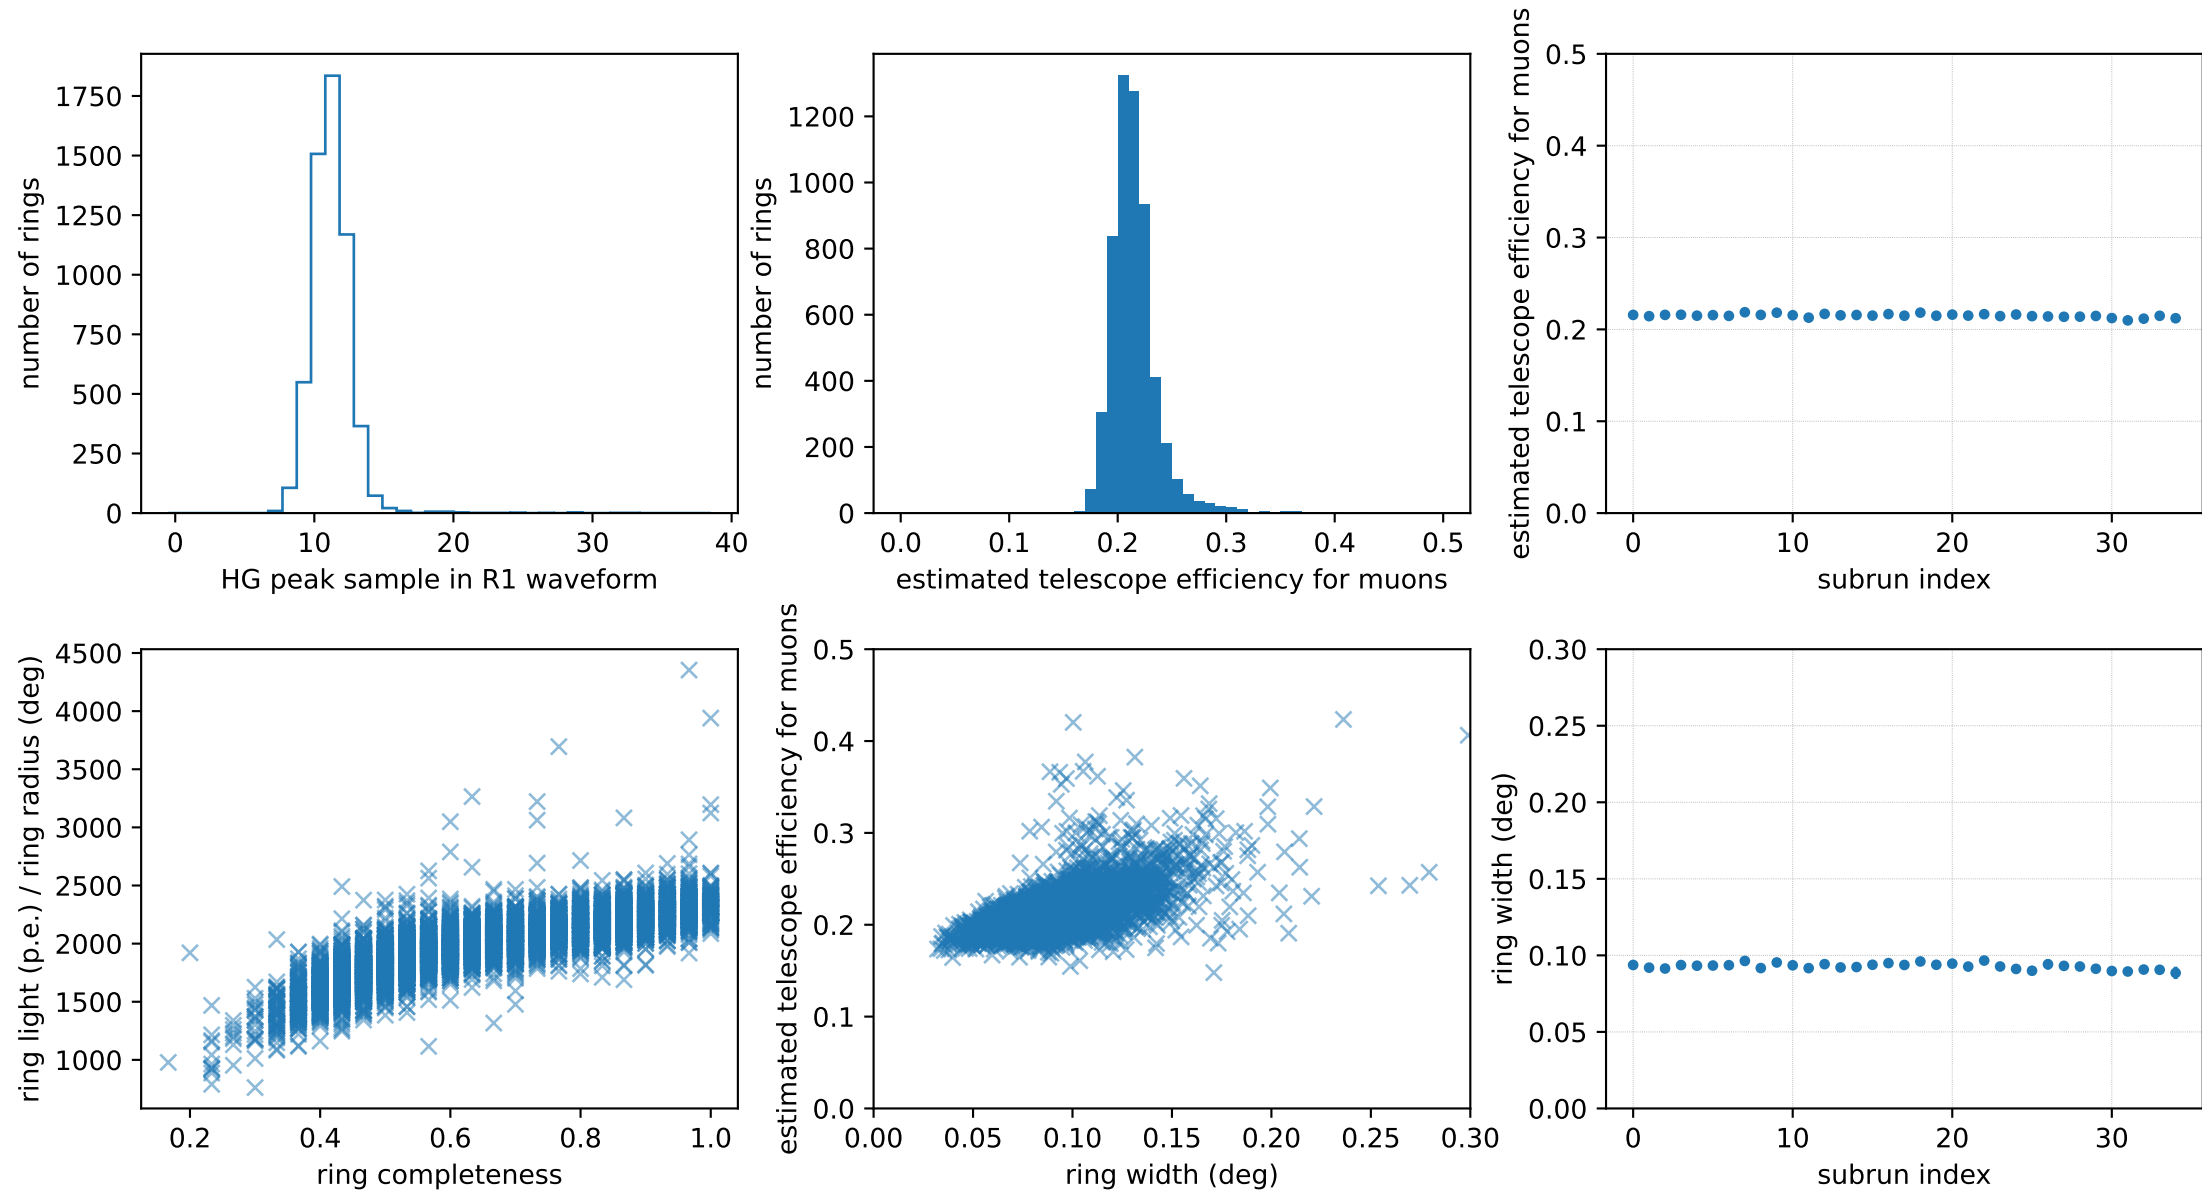 number of rings
1750
1500
1250
1000
750
500
250
0
0 10 20 30 40
HG peak sample in R1 waveform
number of rings
1200
1000
800
600
400
200
0
0.0 0.1 0.2 0.3 0.4 0.5
estimated telescope efficiency for muons
estimated telescope efficiency for muons
0.5
0.4
0.3
0.2
0.1
0.0
0 10 20 30
subrun index
ring light (p.e.) / ring radius (deg)
4500
4000
3500
3000
2500
2000
1500
1000
0.2 0.4 0.6 0.8 1.0
ring completeness
estimated telescope efficiency for muons
0.5
0.4
0.3
0.2
0.1
0.0
0.00 0.05 0.10 0.15 0.20 0.25 0.30
ring width (deg)
ring width (deg)
0.30
0.25
0.20
0.15
0.10
0.05
0.00
0 10 20 30
subrun index